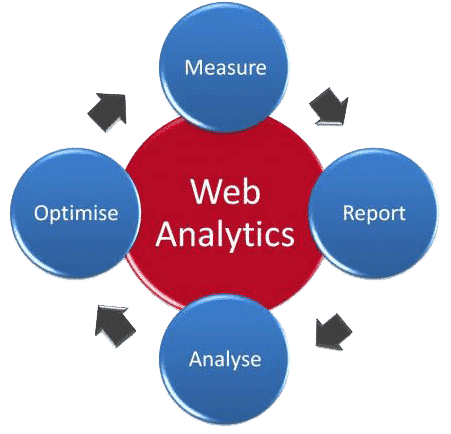 Measure
Web
Analytics
Optimise
Report
Analyse